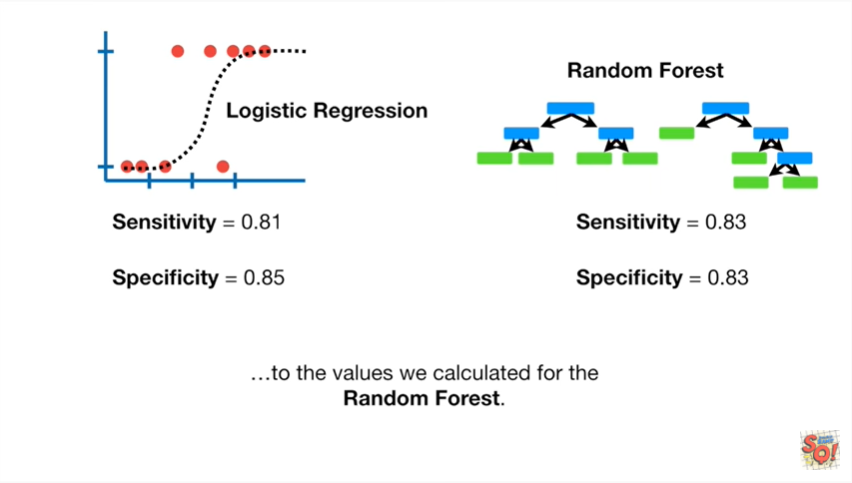 Logistic Regression
Random Forest
Sensitivity = 0.81
Specificity = 0.85
Sensitivity = 0.83
Specificity = 0.83
…to the values we calculated for the
Random Forest.
SQ!